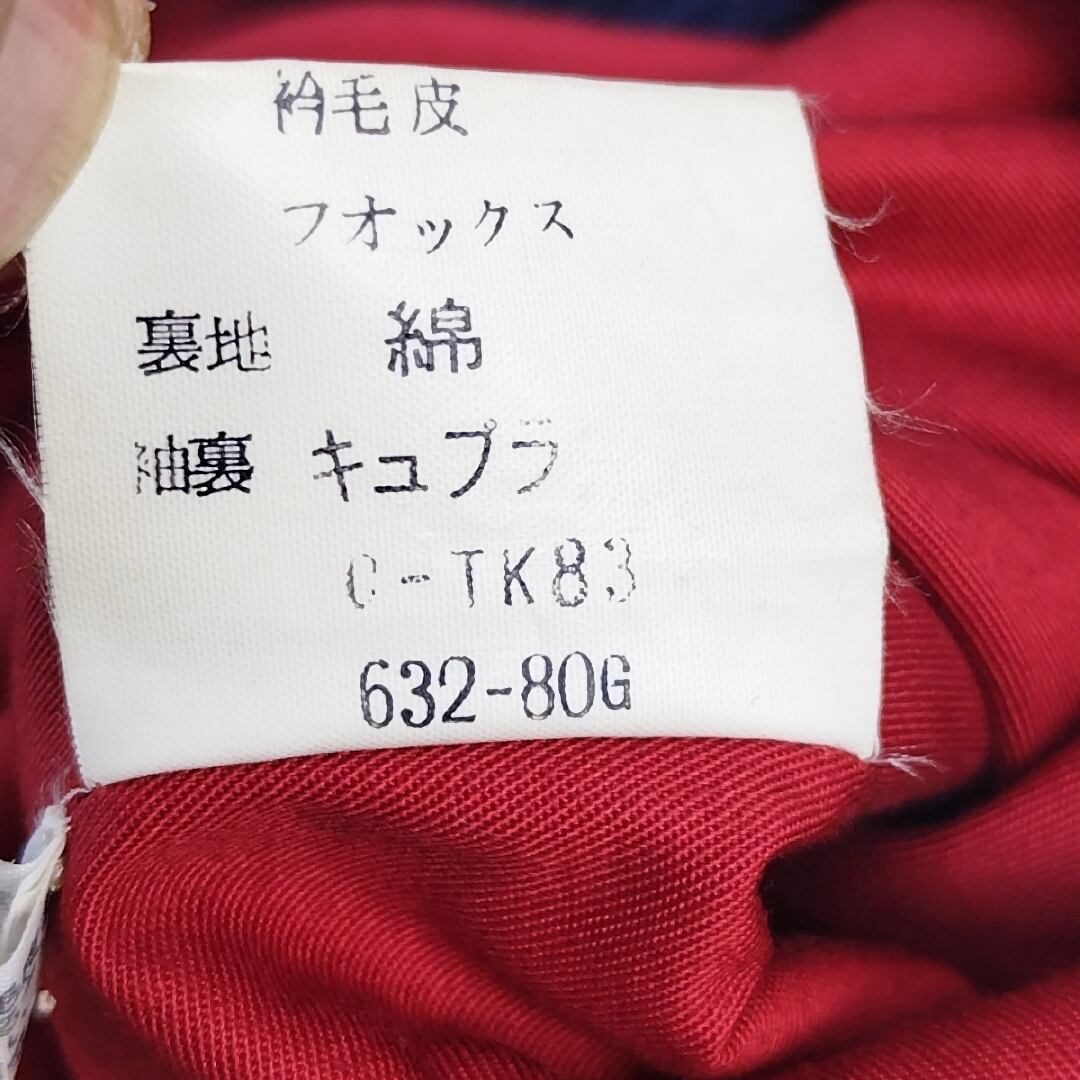 衿毛皮
フオックス
裏地 綿
袖裏 キュプラ
C-TK83
632-80G